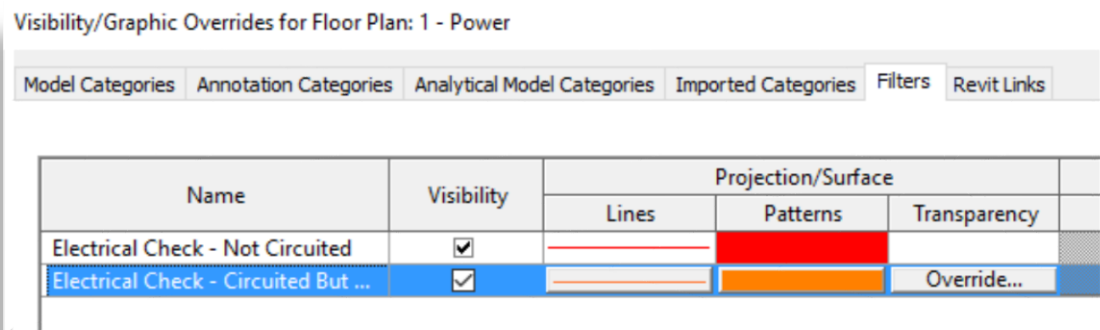 Visibility/Graphic Overrides for Floor Plan: 1 - Power
Model Categories Annotation Categories Analytical Model Categories Imported Categories Filters Revit Links
Name Visibility Projection/Surface
Lines Patterns Transparency
Electrical Check - Not Circuited
Electrical Check - Circuited But ... Override...